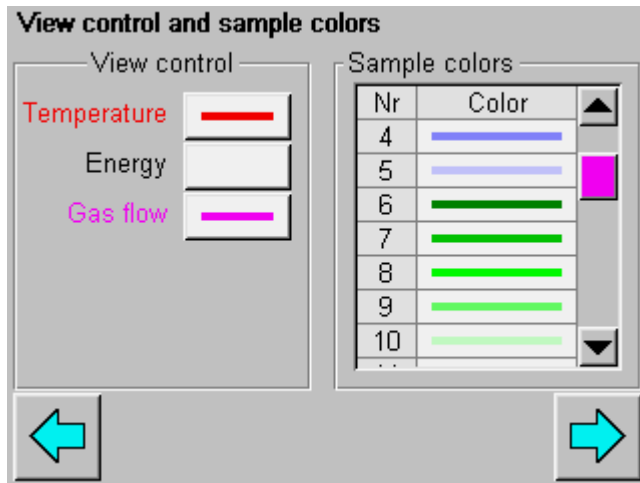 View control and sample colors
View control
Temperature
Energy
Gas flow
Sample colors
Nr Color
4
5
6
7
8
9
10